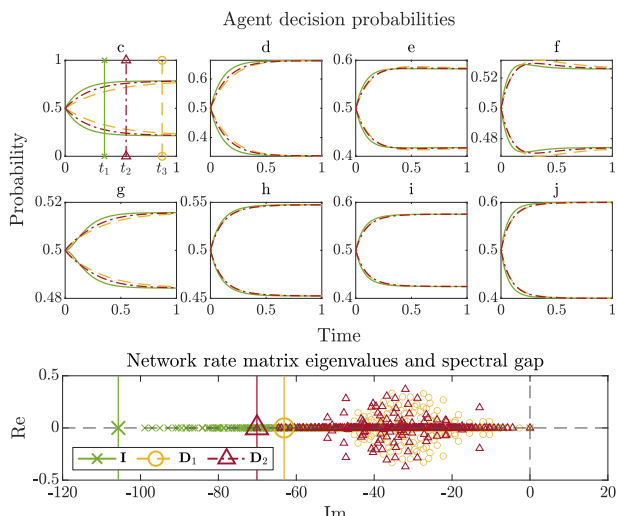 Agent decision probabilities
c d e f
1 0.5 0
0.6 0.4
0.6 0.5 0.4
0.52 0.5 0.48
0 t₁ t₂ t₃ 1
0 0.5 1
0 0.5 1
0 0.5 1
Probability
g h i j
0.52 0.5 0.48
0.55 0.5 0.45
0.6 0.5 0.4
0.6 0.5 0.4
0 0.5 1
0 0.5 1
0 0.5 1
0 0.5 1
Time
Network rate matrix eigenvalues and spectral gap
Re
0.5
0
-0.5
I D₁ D₂
-120 -100 -80 -60 -40 -20 0 20
Im